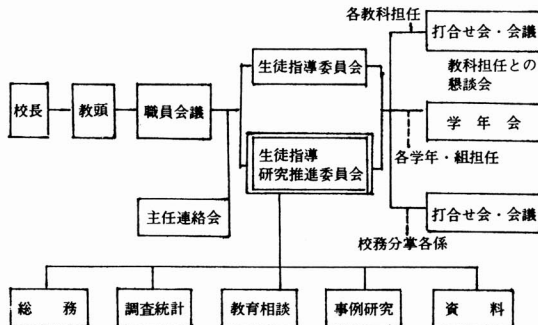 各教科担任
打合せ会・会議
生徒指導委員会
教科担任との
懇談会
校長
教頭
職員会議
学年会
生徒指導
研究推進委員会
各学年・組担任
主任連絡会
打合せ会・会議
校務分掌各係
総務
調査統計
教育相談
事例研究
資料